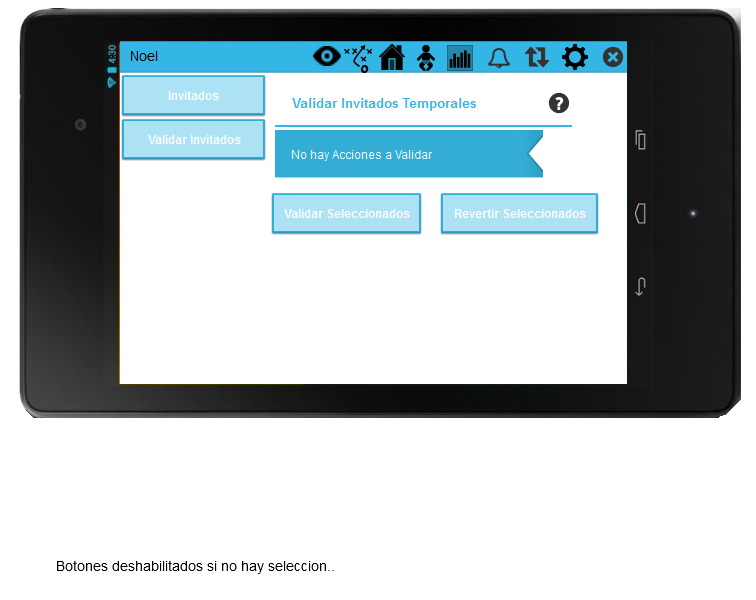 4:30
Noel
Invitados
Validar Invitados
Validar Invitados Temporales
?
No hay Acciones a Validar
Validar Seleccionados
Revertir Seleccionados
Botones deshabilitados si no hay seleccion..